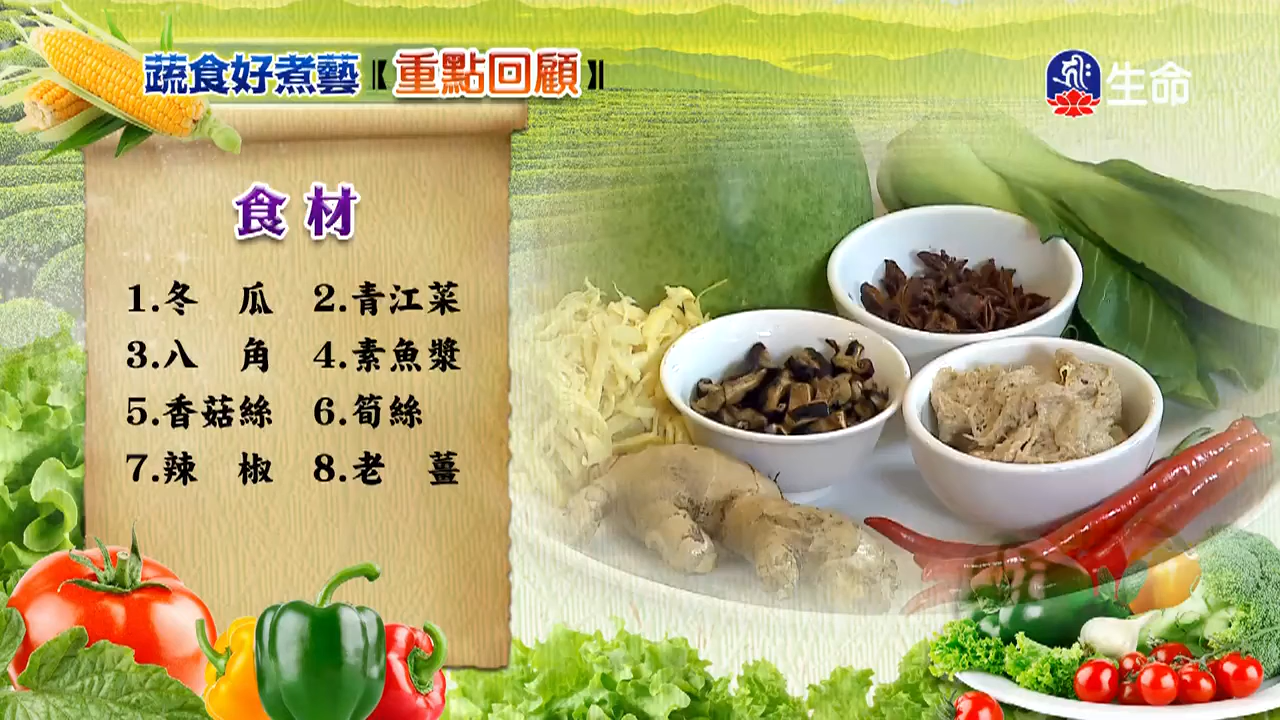 蔬食好煮藝【重點回顧】
生命
食材
1.冬 瓜 2.青江菜
3.八 角 4.素魚漿
5.香菇絲 6.筍絲
7.辣 椒 8.老 薑